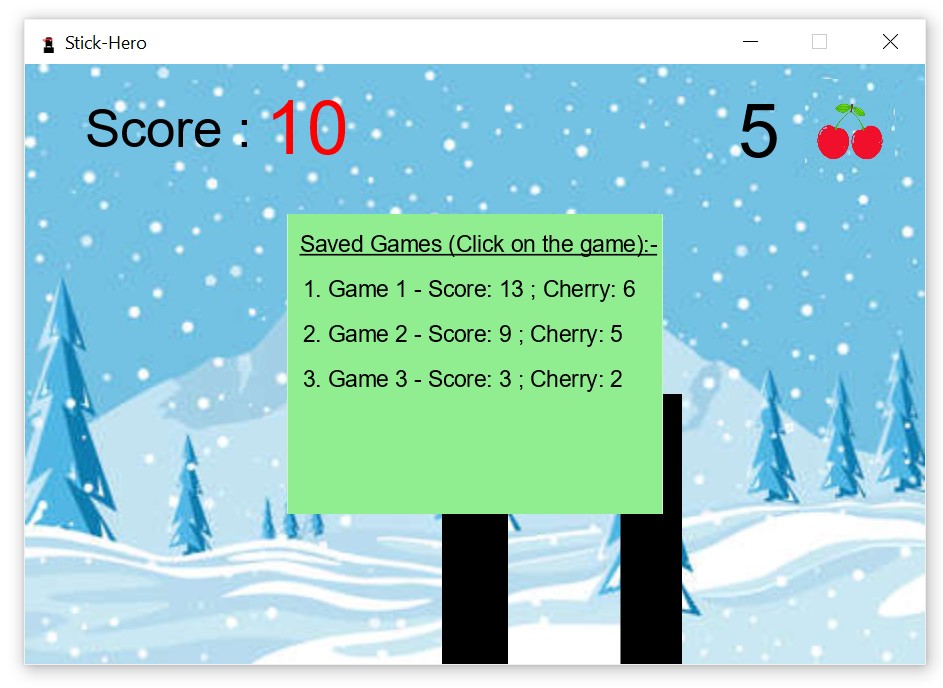 Stick-Hero
Score : 10
5
Saved Games (Click on the game):-
1. Game 1 - Score: 13 ; Cherry: 6
2. Game 2 - Score: 9 ; Cherry: 5
3. Game 3 - Score: 3 ; Cherry: 2